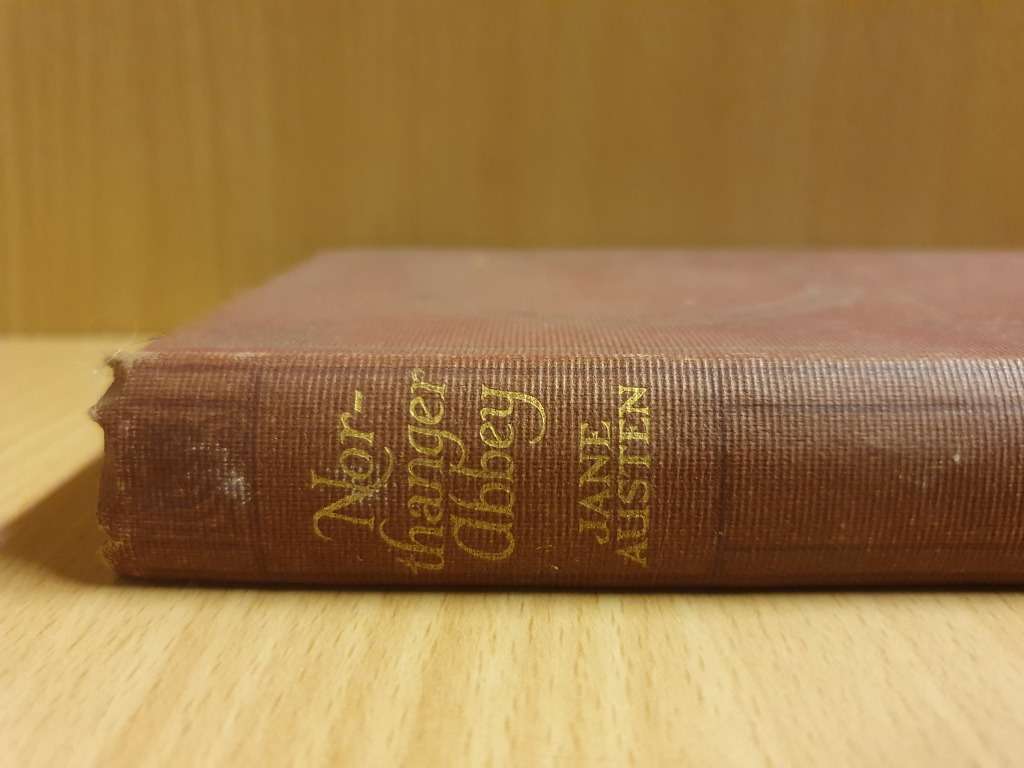 Nor-
thanger
Abbey
JANE
AUSTEN